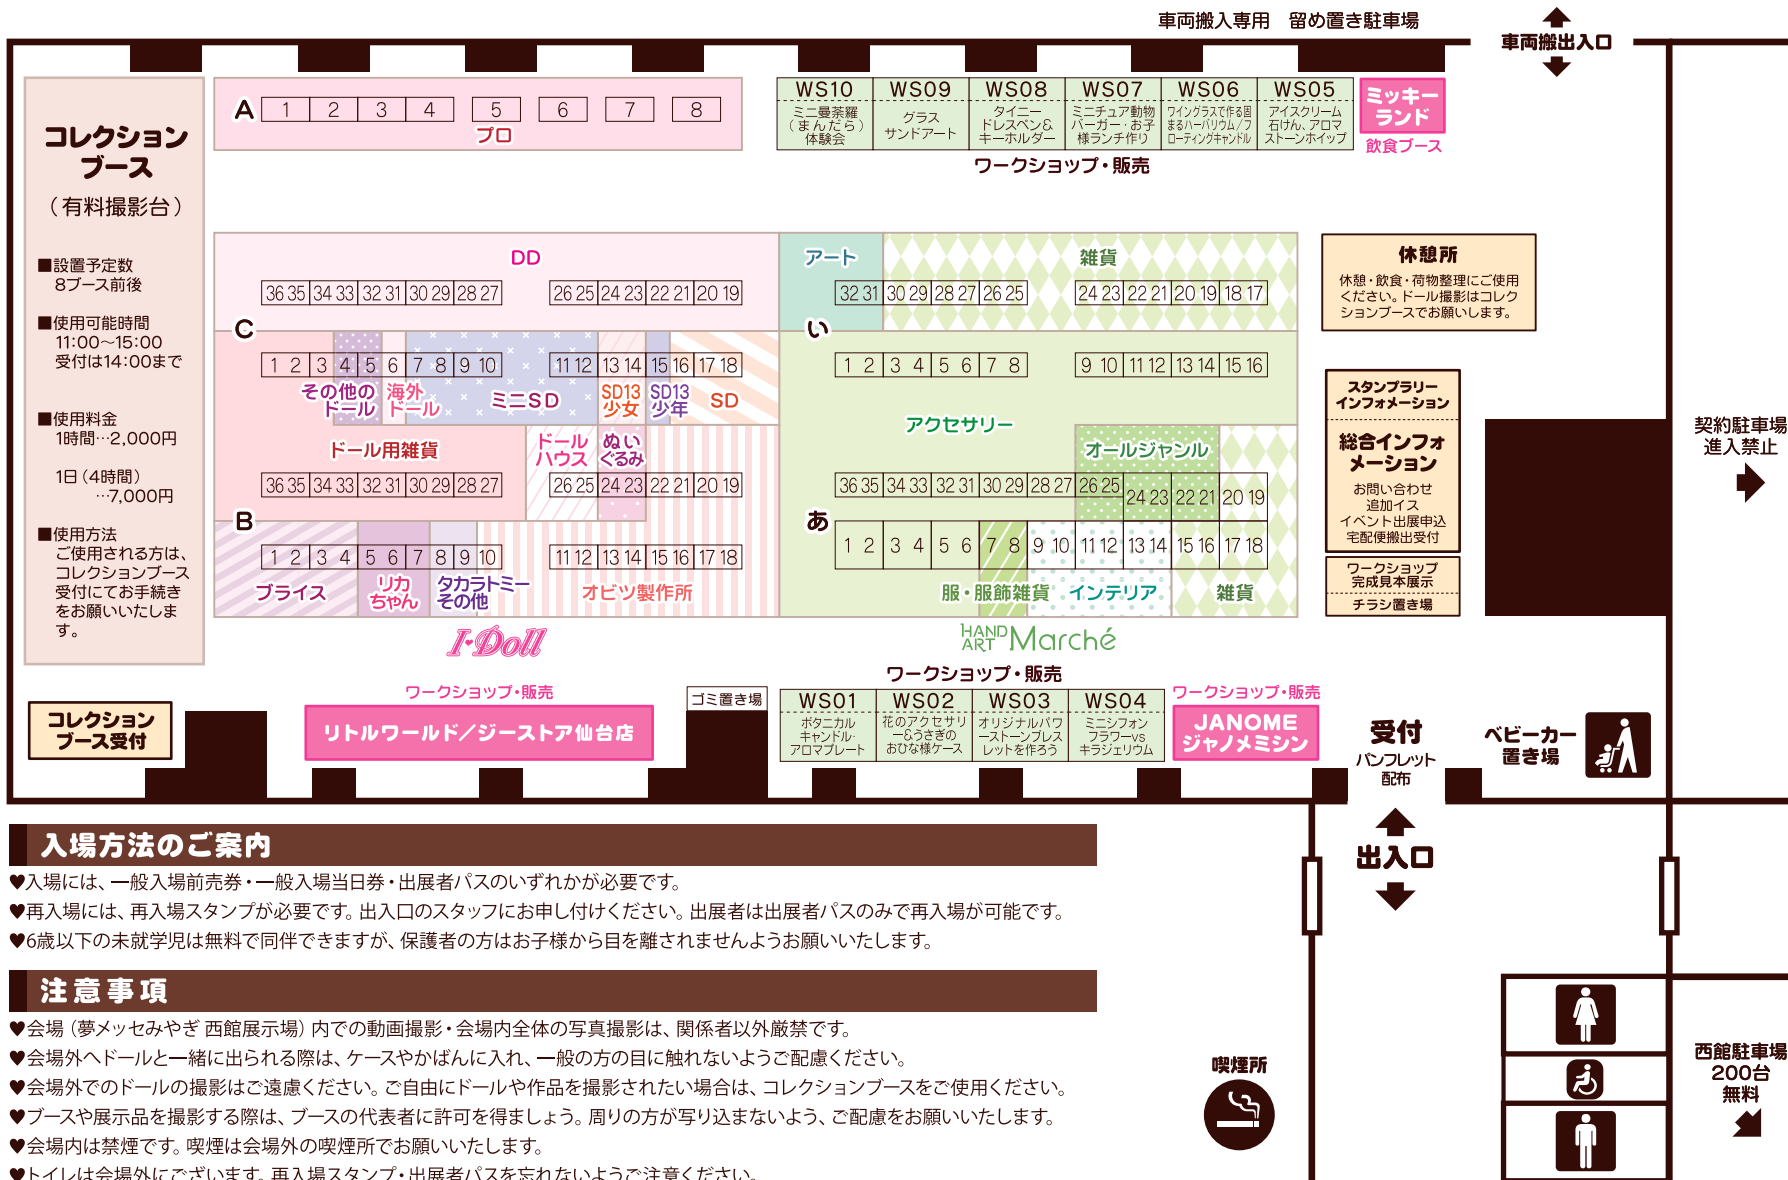 車両搬入専用　留め置き駐車場
車両搬出入口
コレクション
ブース
（有料撮影台）
■設置予定数
8ブース前後
■使用可能時間
11:00～15:00
受付は14:00まで
■使用料金
1時間…2,000円
1日（4時間）
…7,000円
■使用方法
ご使用される方は、
コレクションブース
受付にてお手続き
をお願いいたしま
す。
A 1 2 3 4 5 6 7 8
プロ
WS10
ミニ曼荼羅
（まんだら）
体験会
WS09
グラス
サンドアート
WS08
タイニー
ドレスペン&
キーホルダー
WS07
ミニチュア動物
バーガー・お子
様ランチ作り
WS06
ワイングラスで作る固
まるハーバリウム/フ
ローティングキャンドル
WS05
アイスクリーム
石けん、アロマ
ストーンホイップ
ワークショップ・販売
ミッキー
ランド
飲食ブース
DD
36 35 34 33 32 31 30 29 28 27 26 25 24 23 22 21 20 19
C
1 2 3 4 5 6 7 8 9 10 11 12 13 14 15 16 17 18
その他の
ドール
海外
ドール
ミニSD
SD13
少女
SD13
少年
SD
ドール用雑貨
ドール
ハウス
ぬい
ぐるみ
36 35 34 33 32 31 30 29 28 27 26 25 24 23 22 21 20 19
B
1 2 3 4 5 6 7 8 9 10 11 12 13 14 15 16 17 18
ブライス
リカ
ちゃん
タカラトミー
その他
オビツ製作所
I・Doll
アート
雑貨
32 31 30 29 28 27 26 25 24 23 22 21 20 19 18 17
い
1 2 3 4 5 6 7 8 9 10 11 12 13 14 15 16
アクセサリー
オールジャンル
36 35 34 33 32 31 30 29 28 27 26 25 24 23 22 21 20 19
あ
1 2 3 4 5 6 7 8 9 10 11 12 13 14 15 16 17 18
服・服飾雑貨
インテリア
雑貨
HAND
ART Marché
休憩所
休憩・飲食・荷物整理にご使用
ください。ドール撮影はコレク
ションブースでお願いします。
スタンプラリー
インフォメーション
総合インフォ
メーション
お問い合わせ
追加イス
イベント出展申込
宅配便搬出受付
ワークショップ
完成見本展示
チラシ置き場
契約駐車場
進入禁止
コレクション
ブース受付
ワークショップ・販売
リトルワールド／ジーストア仙台店
ゴミ置き場
ワークショップ・販売
WS01
ボタニカル
キャンドル・
アロマプレート
WS02
花のアクセサリ
ー&うさぎの
おひな様ケース
WS03
オリジナルパワ
ーストーンブレス
レットを作ろう
WS04
ミニシフォン
フラワーvs
キラジェリウム
ワークショップ・販売
JANOME
ジャノメミシン
受付
パンフレット
配布
ベビーカー
置き場
出入口
入場方法のご案内
♥入場には、一般入場前売券・一般入場当日券・出展者パスのいずれかが必要です。
♥再入場には、再入場スタンプが必要です。出入口のスタッフにお申し付けください。出展者は出展者パスのみで再入場が可能です。
♥6歳以下の未就学児は無料で同伴できますが、保護者の方はお子様から目を離されませんようお願いいたします。
注意事項
♥会場（夢メッセみやぎ 西館展示場）内での動画撮影・会場内全体の写真撮影は、関係者以外厳禁です。
♥会場外へドールと一緒に出られる際は、ケースやかばんに入れ、一般の方の目に触れないようご配慮ください。
♥会場外でのドールの撮影はご遠慮ください。ご自由にドールや作品を撮影されたい場合は、コレクションブースをご使用ください。
♥ブースや展示品を撮影する際は、ブースの代表者に許可を得ましょう。周りの方が写り込まないよう、ご配慮をお願いいたします。
♥会場内は禁煙です。喫煙は会場外の喫煙所でお願いいたします。
♥トイレは会場外にございます。再入場スタンプ・出展者パスを忘れないようご注意ください。
喫煙所
西館駐車場
200台
無料